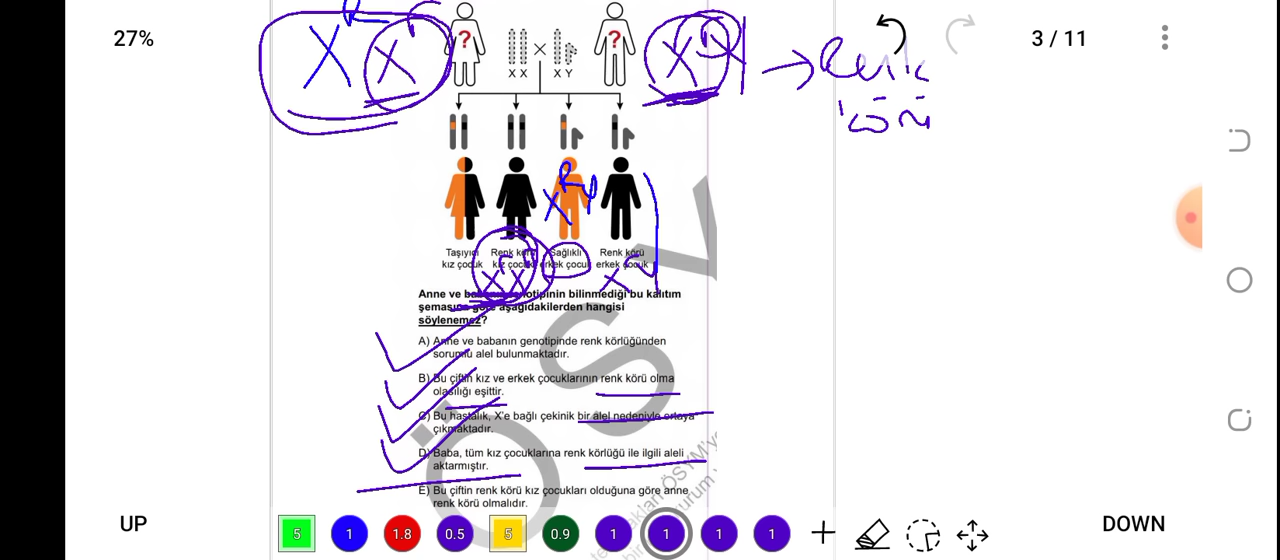 27%
3 / 11
X R X r
X r Y → Renk
körü
? ?
X X X Y
X R Y
Taşıyıcı Renk körü Sağlıklı Renk körü
kız çocuk kız çocuk erkek çocuk erkek çocuk
X r X r X r Y
Anne ve babanın genotipinin bilinmediği bu kalıtım
şemasına göre aşağıdakilerden hangisi
söylenemez?
A) Anne ve babanın genotipinde renk körlüğünden
sorumlu alel bulunmaktadır.
B) Bu çiftin kız ve erkek çocuklarının renk körü olma
olasılığı eşittir.
C) Bu hastalık, X'e bağlı çekinik bir alel nedeniyle ortaya
çıkmaktadır.
D) Baba, tüm kız çocuklarına renk körlüğü ile ilgili aleli
aktarmıştır.
E) Bu çiftin renk körü kız çocukları olduğuna göre anne
renk körü olmalıdır.
ÖSYM
UP
5 1 1.8 0.5 5 0.9 1 1 1 1
DOWN